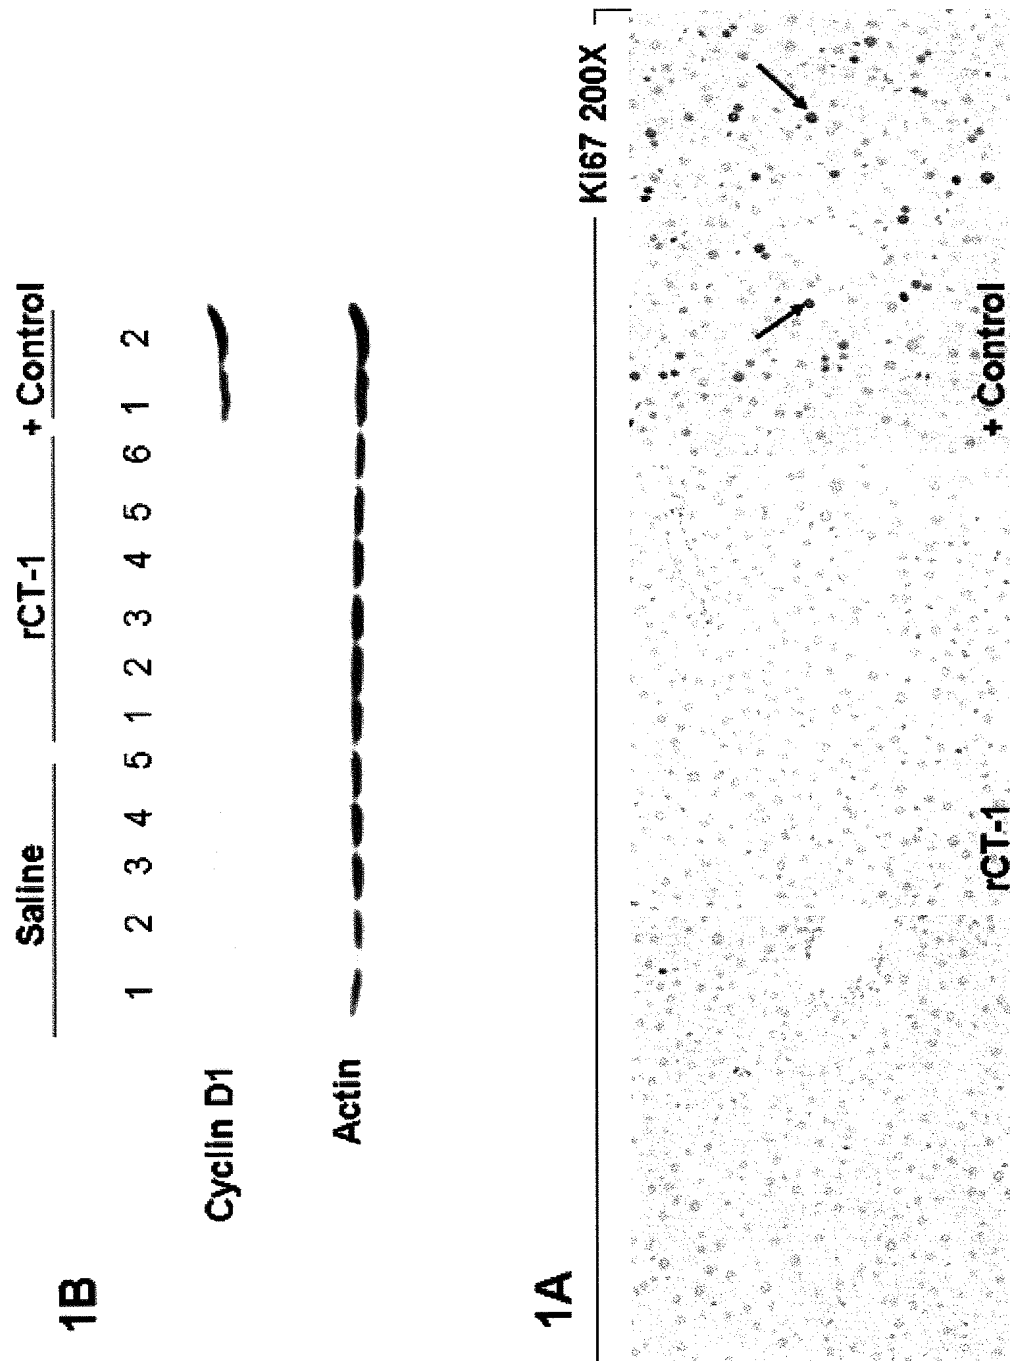 1B
Saline rCT-1 + Control
1 2 3 4 5 1 2 3 4 5 6 1 2
Cyclin D1
Actin
1A
Ki67 200X
rCT-1
+ Control